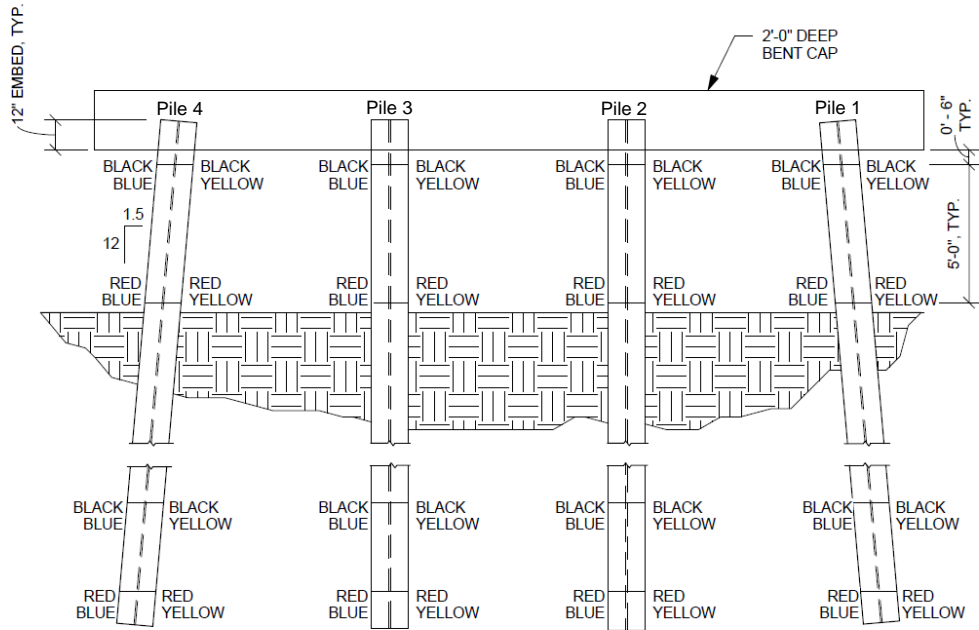 12" EMBED, TYP.
2'-0" DEEP
BENT CAP
Pile 4
Pile 3
Pile 2
Pile 1
0' - 6"
TYP.
BLACK
BLUE
BLACK
YELLOW
BLACK
BLUE
BLACK
YELLOW
BLACK
BLUE
BLACK
YELLOW
BLACK
BLUE
BLACK
YELLOW
1.5
12
5'-0", TYP.
RED
BLUE
RED
YELLOW
RED
BLUE
RED
YELLOW
RED
BLUE
RED
YELLOW
RED
BLUE
RED
YELLOW
BLACK
BLUE
BLACK
YELLOW
BLACK
BLUE
BLACK
YELLOW
BLACK
BLUE
BLACK
YELLOW
BLACK
BLUE
BLACK
YELLOW
RED
BLUE
RED
YELLOW
RED
BLUE
RED
YELLOW
RED
BLUE
RED
YELLOW
RED
BLUE
RED
YELLOW